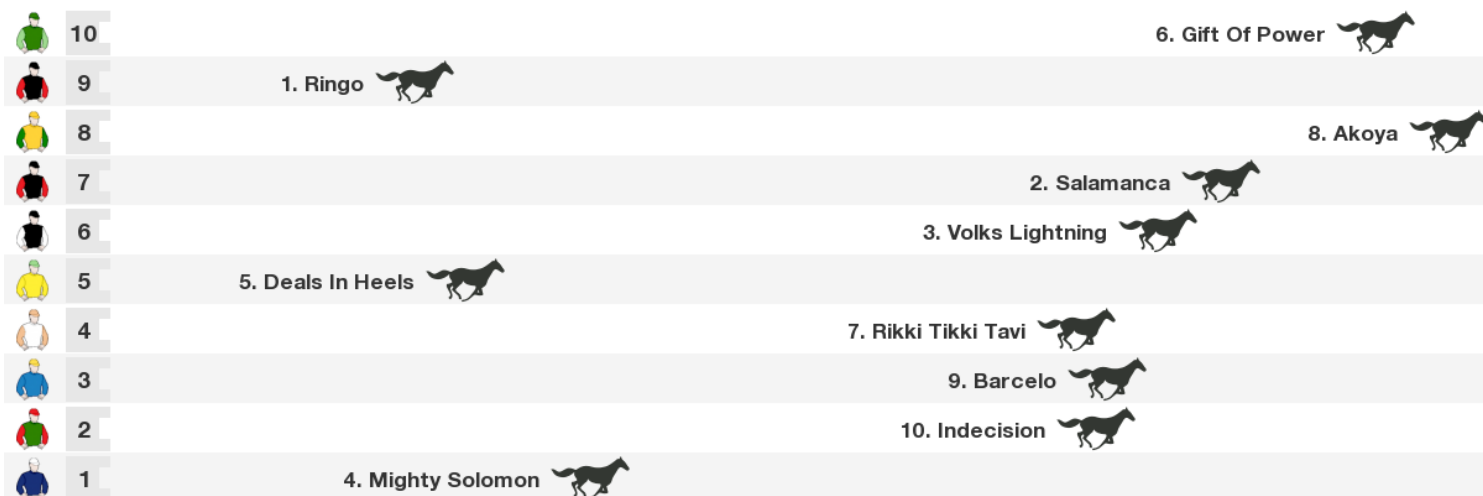 10 6. Gift Of Power
9 1. Ringo
8 8. Akoya
7 2. Salamanca
6 3. Volks Lightning
5 5. Deals In Heels
4 7. Rikki Tikki Tavi
3 9. Barcelo
2 10. Indecision
1 4. Mighty Solomon